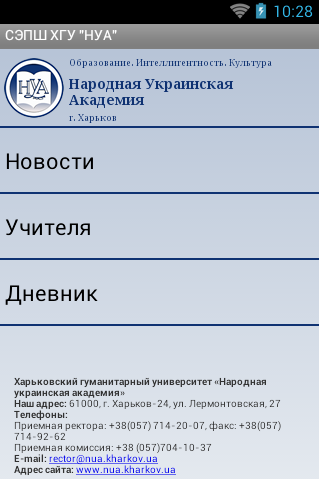 10:28
СЭПШ ХГУ "НУА"
Образование. Интеллигентность. Культура
НУА
Народная Украинская
Академия
г. Харьков
Новости
Учителя
Дневник
Харьковский гуманитарный университет «Народная
украинская академия»
Наш адрес: 61000, г. Харьков-24, ул. Лермонтовская, 27
Телефоны:
Приемная ректора: +38(057) 714-20-07, факс: +38(057)
714-92-62
Приемная комиссия: +38 (057)704-10-37
E-mail: rector@nua.kharkov.ua
Адрес сайта: www.nua.kharkov.ua